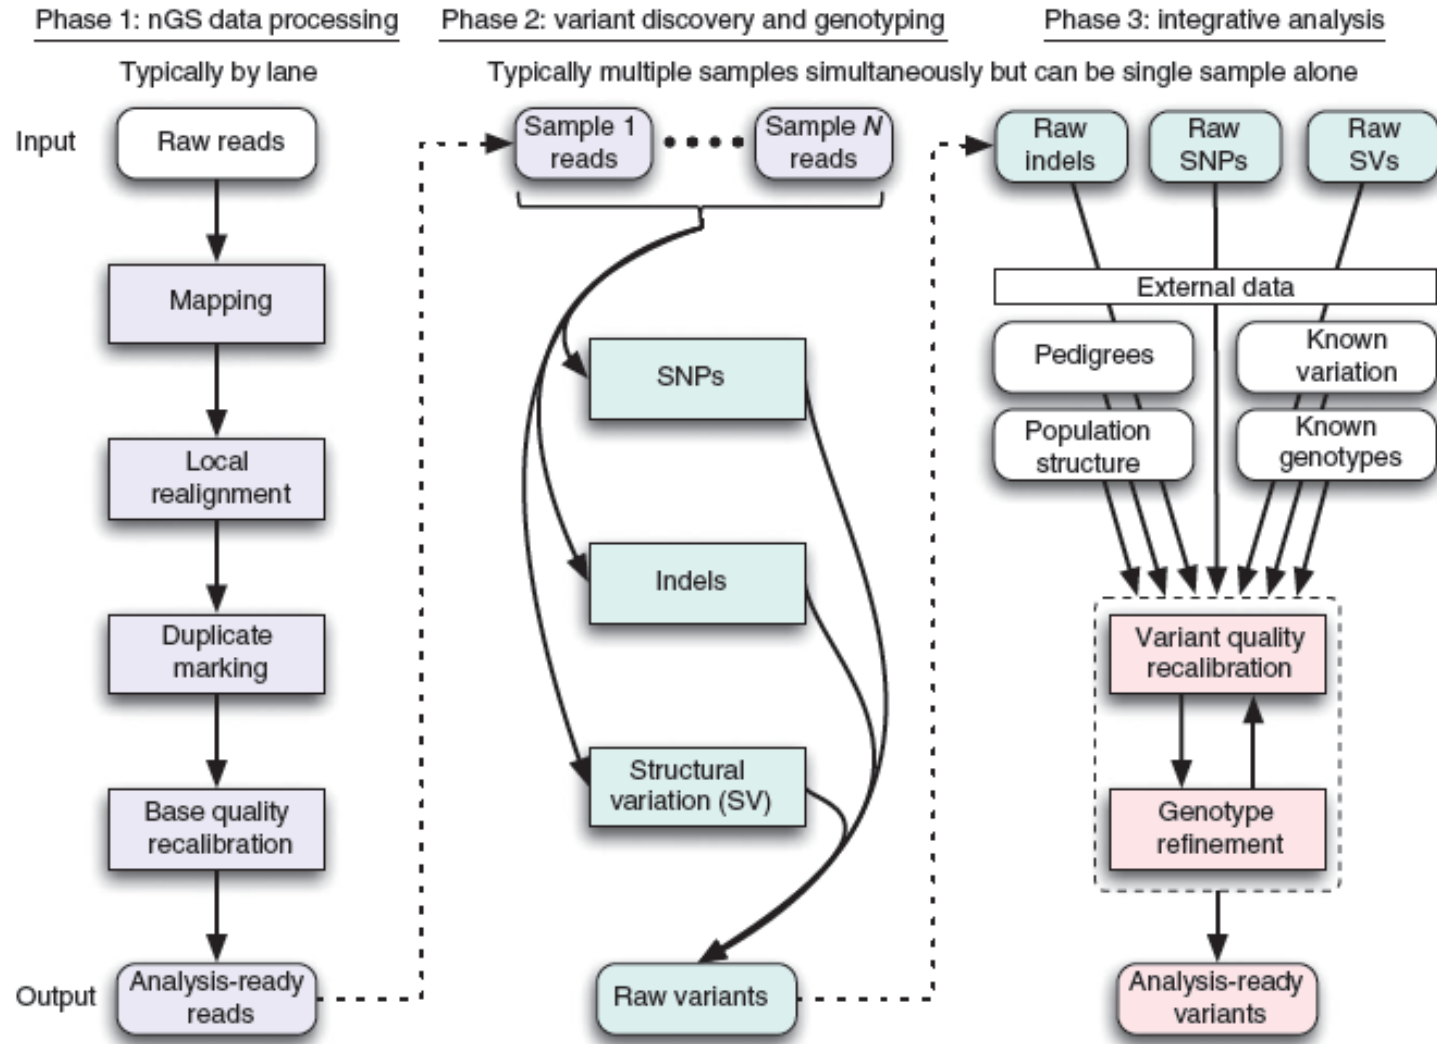 Phase 1: nGS data processing
Phase 2: variant discovery and genotyping
Phase 3: integrative analysis
Typically by lane
Typically multiple samples simultaneously but can be single sample alone
Input
Raw reads
Mapping
Local
realignment
Duplicate
marking
Base quality
recalibration
Output
Analysis-ready
reads
Sample 1
reads
Sample N
reads
SNPs
Indels
Structural
variation (SV)
Raw variants
Raw
indels
Raw
SNPs
Raw
SVs
External data
Pedigrees
Known
variation
Population
structure
Known
genotypes
Variant quality
recalibration
Genotype
refinement
Analysis-ready
variants